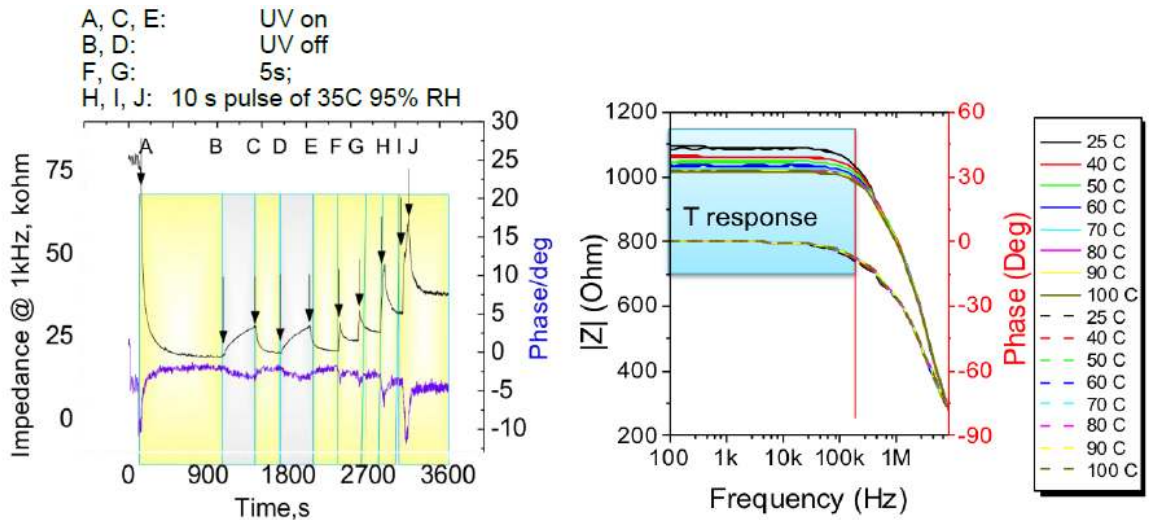 A, C, E: UV on
B, D: UV off
F, G: 5s;
H, I, J: 10 s pulse of 35C 95% RH
A B C D E F G H I J
Impedance @ 1kHz, kohm
75
50
25
0
Phase/deg
30
25
20
15
10
5
0
-5
-10
0 900 1800 2700 3600
Time,s
|Z| (Ohm)
1200
1000
800
600
400
200
T response
Phase (Deg)
60
30
0
-30
-60
-90
100 1k 10k 100k 1M
Frequency (Hz)
25 C
40 C
50 C
60 C
70 C
80 C
90 C
100 C
25 C
40 C
50 C
60 C
70 C
80 C
90 C
100 C